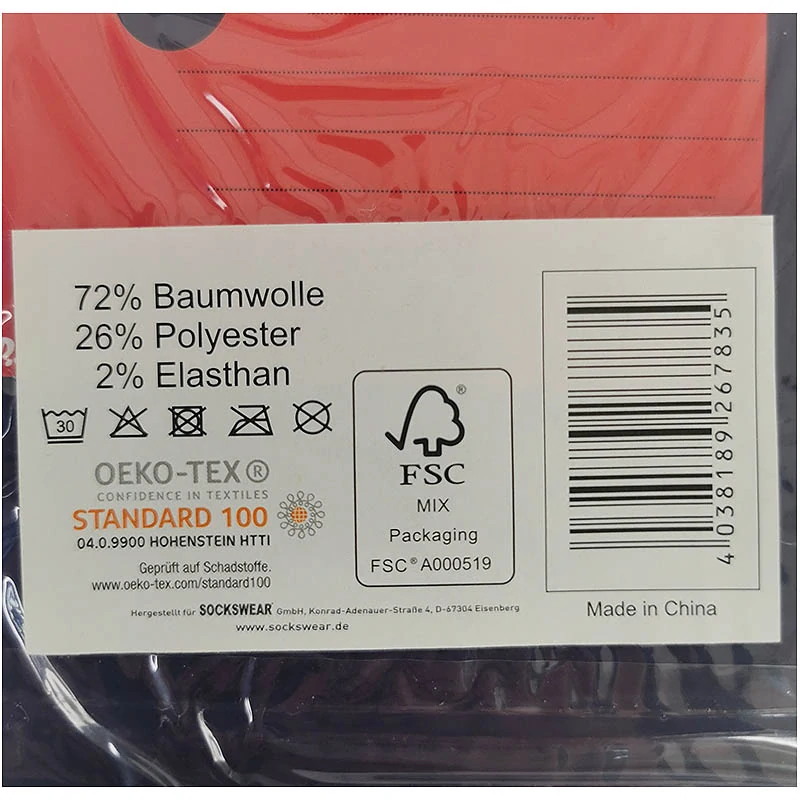 72% Baumwolle
26% Polyester
2% Elasthan
30
OEKO-TEX®
CONFIDENCE IN TEXTILES
STANDARD 100
04.0.9900 HOHENSTEIN HTTI
Geprüft auf Schadstoffe.
www.oeko-tex.com/standard100
®
FSC
MIX
Packaging
FSC® A000519
4 038189 267835
Made in China
Hergestellt für SOCKSWEAR GmbH, Konrad-Adenauer-Straße 4, D-67304 Eisenberg
www.sockswear.de